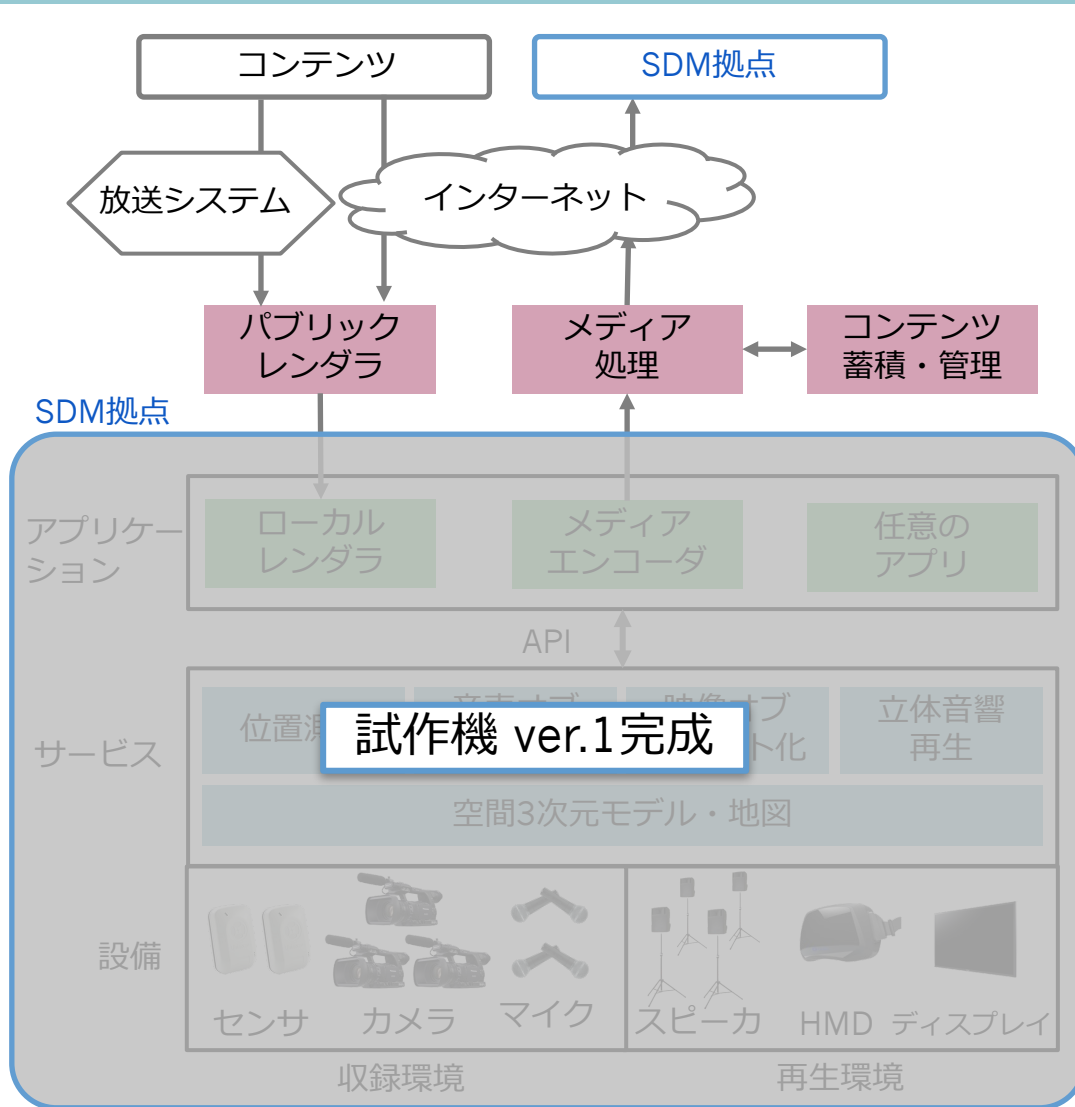 コンテンツ
SDM拠点
放送システム
インターネット
パブリック
レンダラ
メディア
処理
コンテンツ
蓄積・管理
SDM拠点
アプリケー
ション
ローカル
レンダラ
メディア
エンコーダ
任意の
アプリ
API
サービス
位置
立体音響
再生
試作機 ver.1完成
空間3次元モデル・地図
設備
センサ
カメラ
マイク
スピーカ
HMD
ディスプレイ
収録環境
再生環境